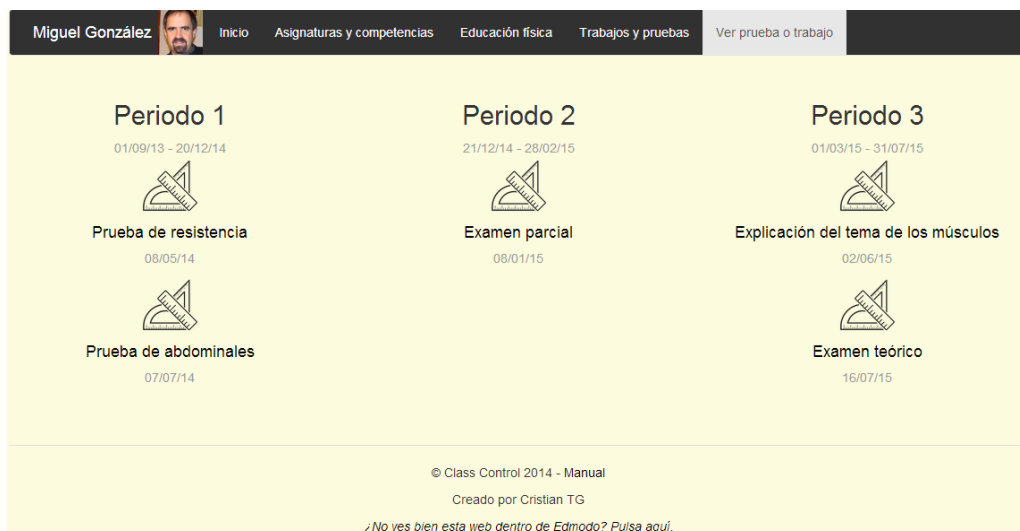 Miguel González Inicio Asignaturas y competencias Educación física Trabajos y pruebas Ver prueba o trabajo
Periodo 1
01/09/13 - 20/12/14
Prueba de resistencia
08/05/14
Prueba de abdominales
07/07/14
Periodo 2
21/12/14 - 28/02/15
Examen parcial
08/01/15
Periodo 3
01/03/15 - 31/07/15
Explicación del tema de los músculos
02/06/15
Examen teórico
16/07/15
© Class Control 2014 - Manual
Creado por Cristian TG
¿No ves bien esta web dentro de Edmodo? Pulsa aquí.